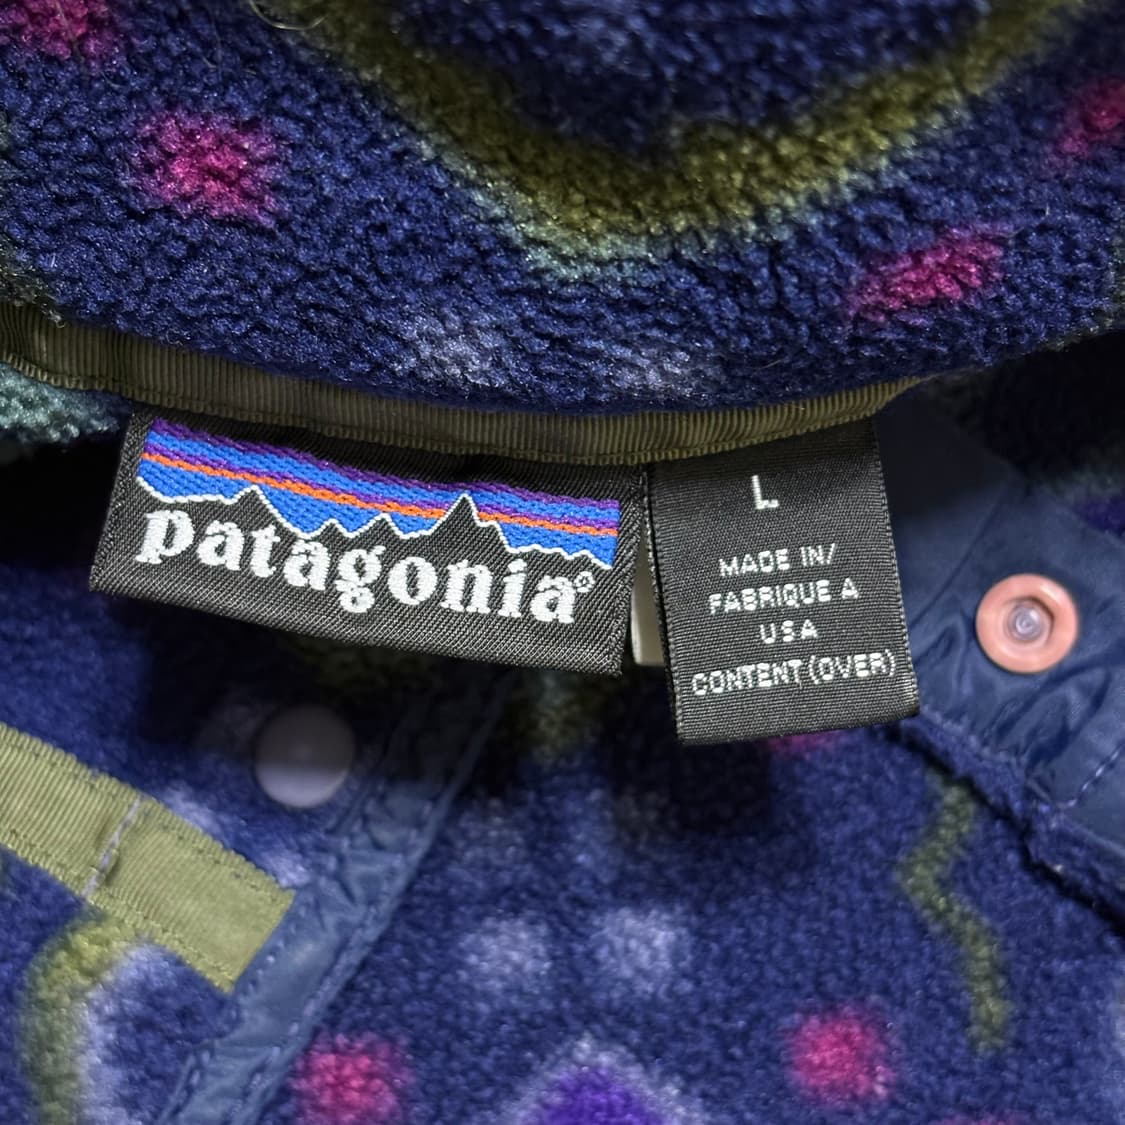 patagonia®
L
MADE IN/
FABRIQUE A
USA
CONTENT (OVER)